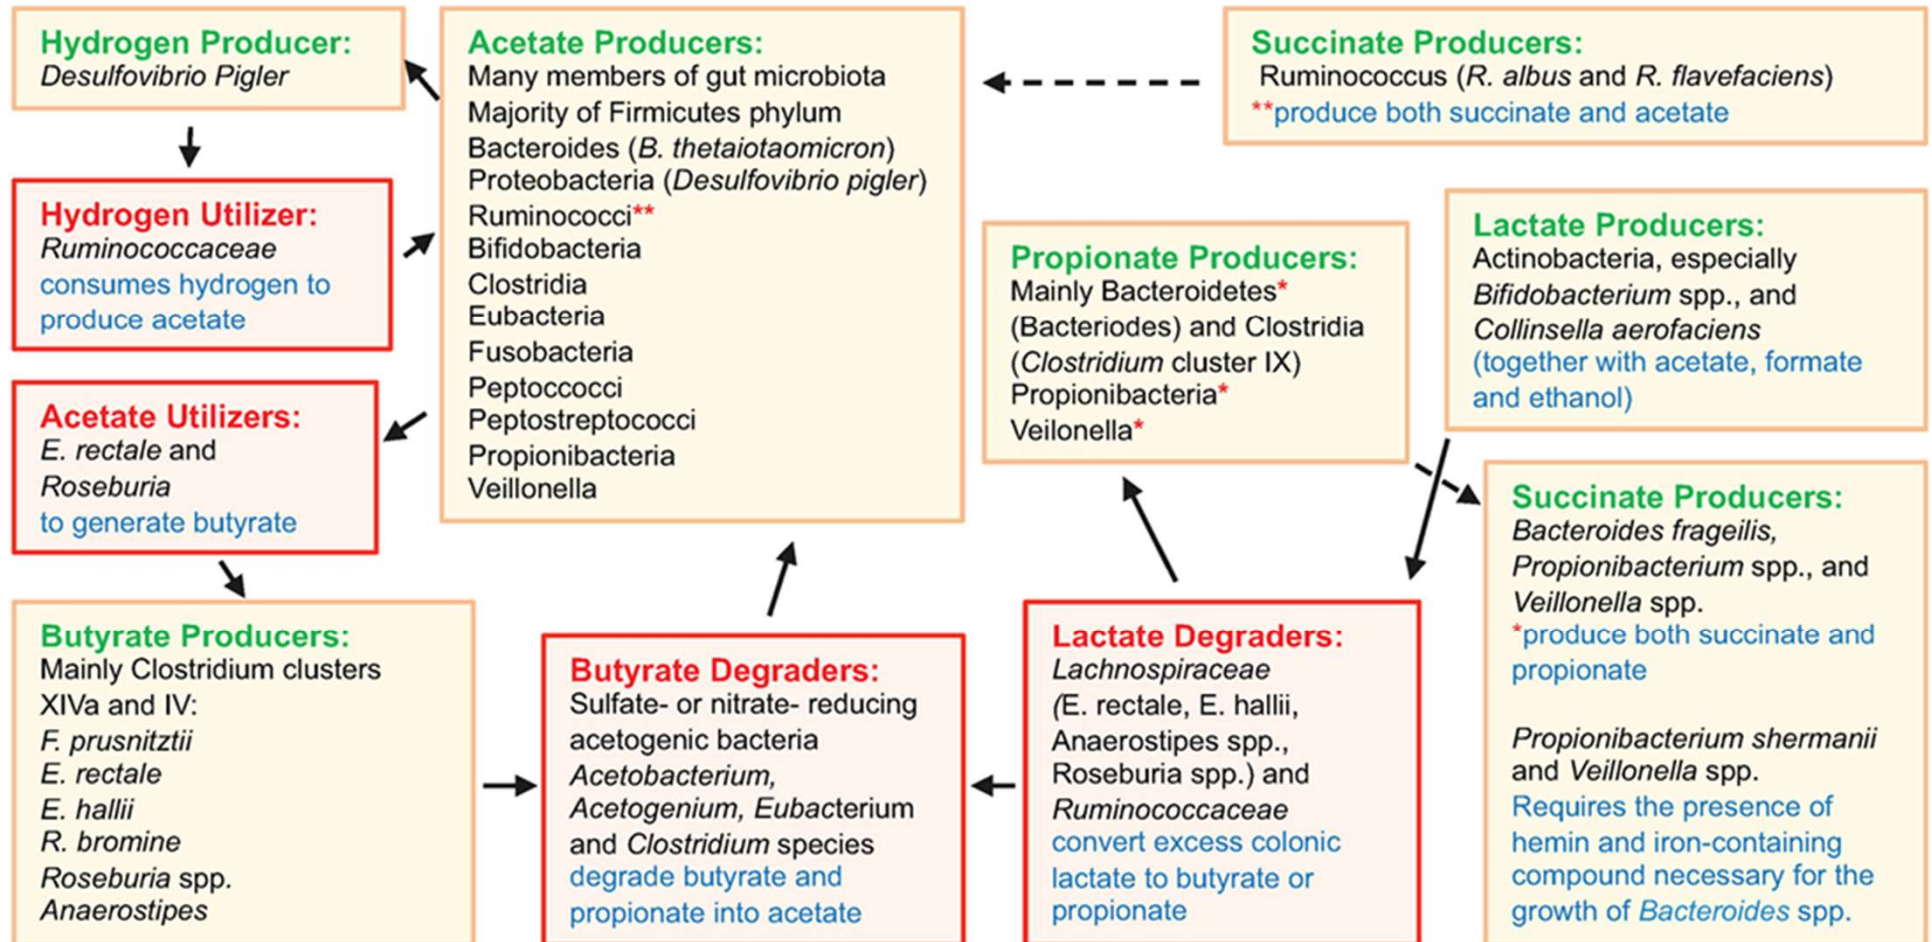 Hydrogen Producer:
Desulfovibrio Pigler
Hydrogen Utilizer:
Ruminococcaceae
consumes hydrogen to
produce acetate
Acetate Utilizers:
E. rectale and
Roseburia
to generate butyrate
Butyrate Producers:
Mainly Clostridium clusters
XIVa and IV:
F. prusnitztii
E. rectale
E. hallii
R. bromine
Roseburia spp.
Anaerostipes
Acetate Producers:
Many members of gut microbiota
Majority of Firmicutes phylum
Bacteroides (B. thetaiotaomicron)
Proteobacteria (Desulfovibrio pigler)
Ruminococci**
Bifidobacteria
Clostridia
Eubacteria
Fusobacteria
Peptoccocci
Peptostreptococci
Propionibacteria
Veillonella
Butyrate Degraders:
Sulfate- or nitrate- reducing
acetogenic bacteria
Acetobacterium,
Acetogenium, Eubacterium
and Clostridium species
degrade butyrate and
propionate into acetate
Succinate Producers:
Ruminococcus (R. albus and R. flavefaciens)
**produce both succinate and acetate
Propionate Producers:
Mainly Bacteroidetes*
(Bacteriodes) and Clostridia
(Clostridium cluster IX)
Propionibacteria*
Veilonella*
Lactate Producers:
Actinobacteria, especially
Bifidobacterium spp., and
Collinsella aerofaciens
(together with acetate, formate
and ethanol)
Lactate Degraders:
Lachnospiraceae
(E. rectale, E. hallii,
Anaerostipes spp.,
Roseburia spp.) and
Ruminococcaceae
convert excess colonic
lactate to butyrate or
propionate
Succinate Producers:
Bacteroides frageilis,
Propionibacterium spp., and
Veillonella spp.
*produce both succinate and
propionate
Propionibacterium shermanii
and Veillonella spp.
Requires the presence of
hemin and iron-containing
compound necessary for the
growth of Bacteroides spp.